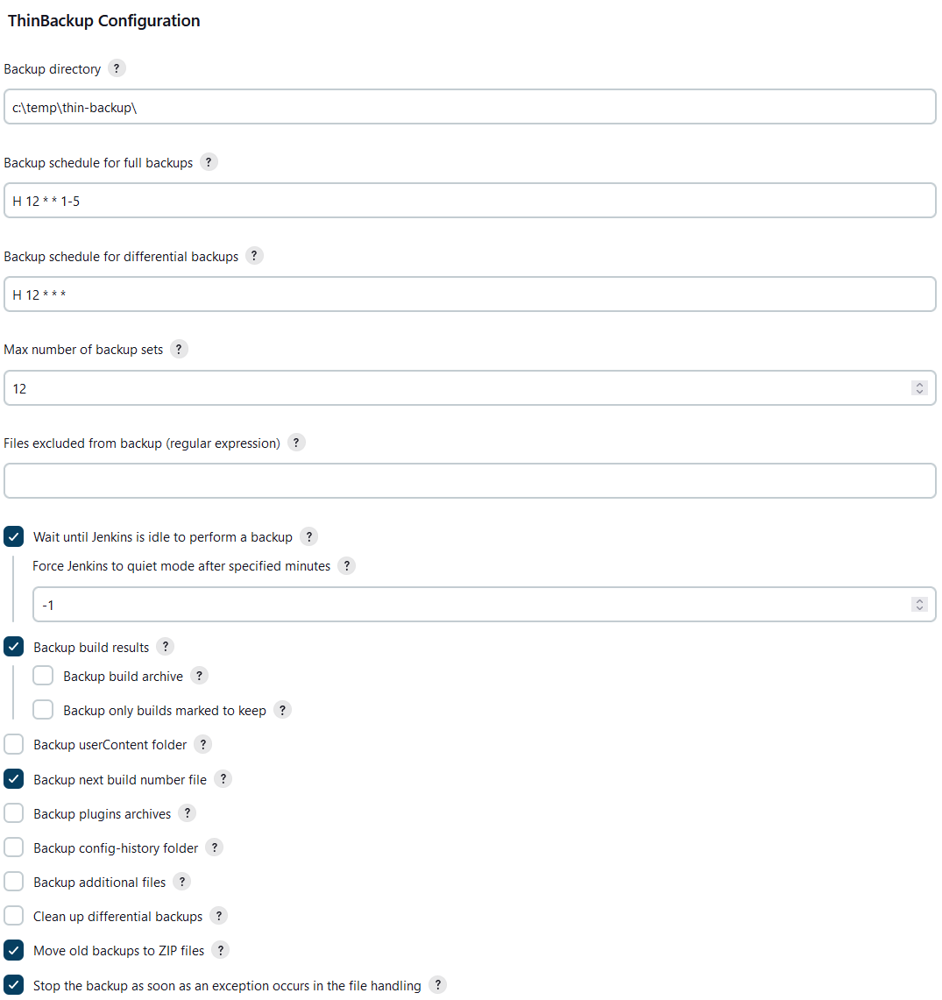 ThinBackup Configuration
Backup directory ?
c:\temp\thin-backup\
Backup schedule for full backups ?
H 12 * * 1-5
Backup schedule for differential backups ?
H 12 * * *
Max number of backup sets ?
12
Files excluded from backup (regular expression) ?
Wait until Jenkins is idle to perform a backup ?
Force Jenkins to quiet mode after specified minutes ?
-1
Backup build results ?
Backup build archive ?
Backup only builds marked to keep ?
Backup userContent folder ?
Backup next build number file ?
Backup plugins archives ?
Backup config-history folder ?
Backup additional files ?
Clean up differential backups ?
Move old backups to ZIP files ?
Stop the backup as soon as an exception occurs in the file handling ?